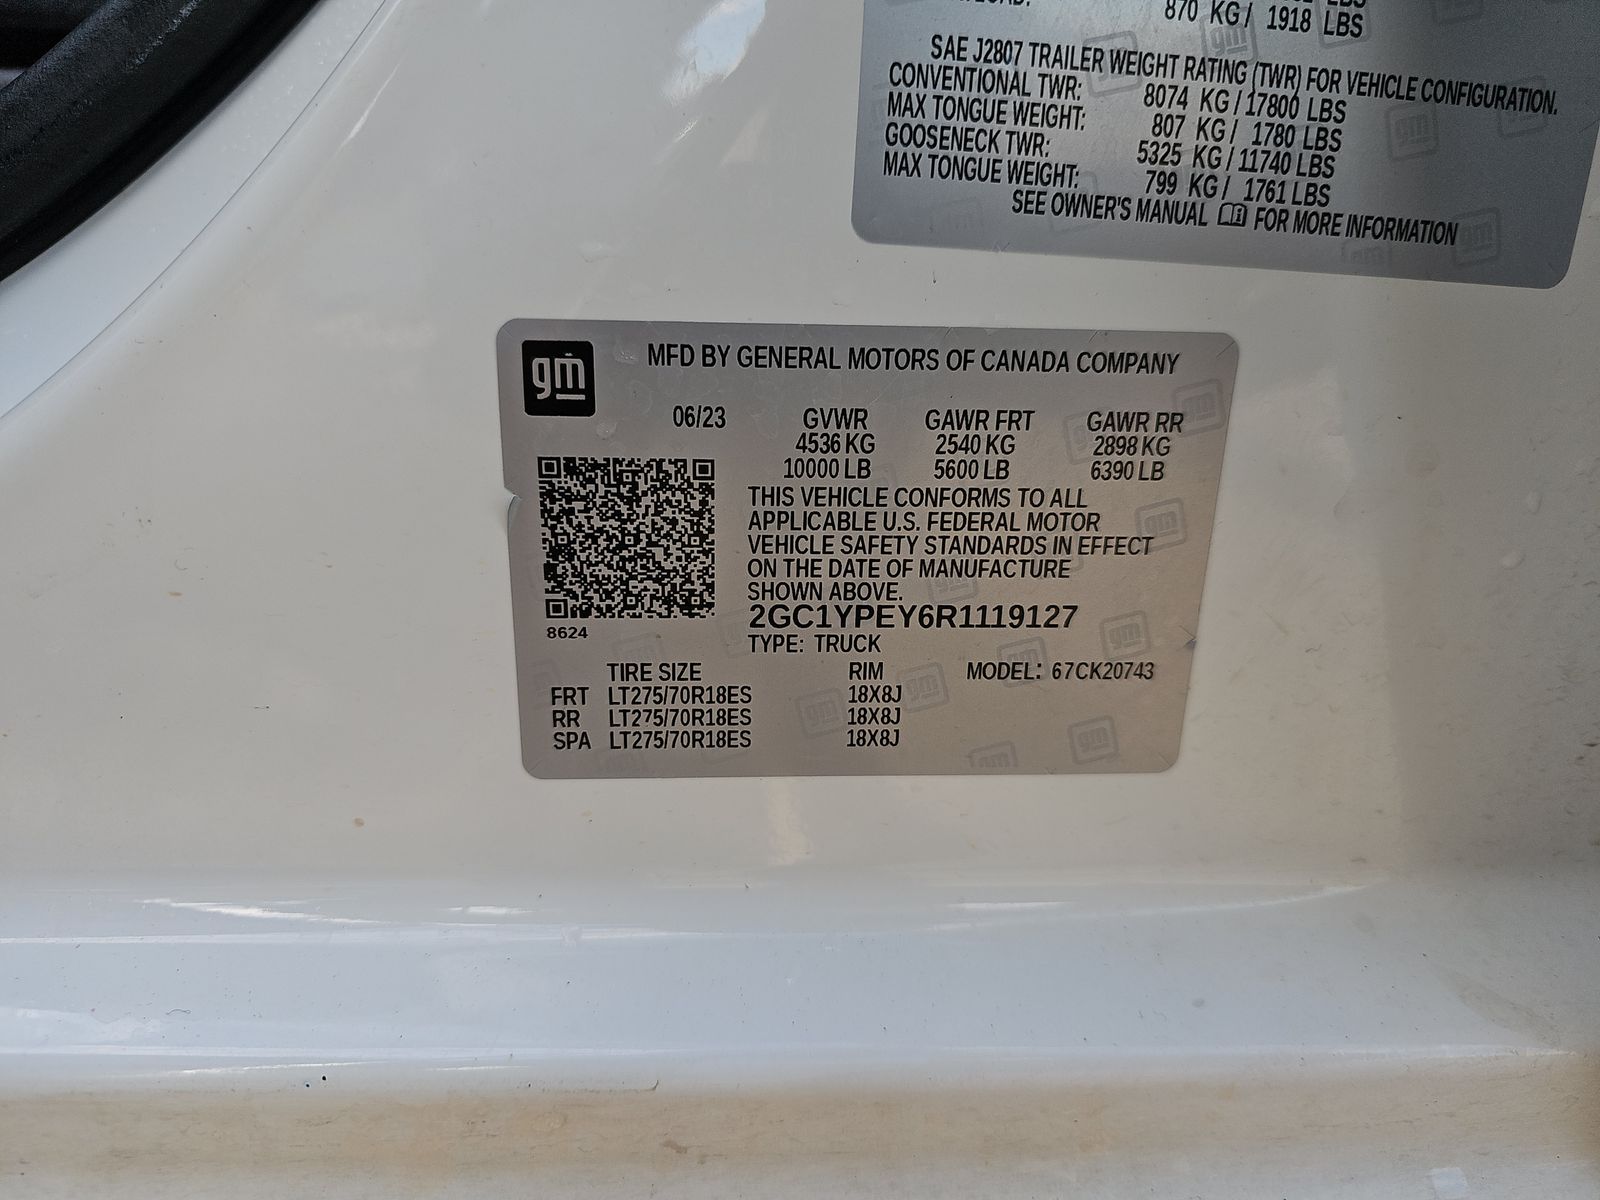 870 KG / 1918 LBS
SAE J2807 TRAILER WEIGHT RATING (TWR) FOR VEHICLE CONFIGURATION.
CONVENTIONAL TWR: 8074 KG / 17800 LBS
MAX TONGUE WEIGHT: 807 KG / 1780 LBS
GOOSENECK TWR: 5325 KG / 11740 LBS
MAX TONGUE WEIGHT: 799 KG / 1761 LBS
SEE OWNER'S MANUAL FOR MORE INFORMATION
gm
MFD BY GENERAL MOTORS OF CANADA COMPANY
06/23 GVWR GAWR FRT GAWR RR
4536 KG 2540 KG 2898 KG
10000 LB 5600 LB 6390 LB
THIS VEHICLE CONFORMS TO ALL
APPLICABLE U.S. FEDERAL MOTOR
VEHICLE SAFETY STANDARDS IN EFFECT
ON THE DATE OF MANUFACTURE
SHOWN ABOVE.
2GC1YPEY6R1119127
8624
TYPE: TRUCK
TIRE SIZE RIM MODEL: 67CK20743
FRT LT275/70R18ES 18X8J
RR LT275/70R18ES 18X8J
SPA LT275/70R18ES 18X8J